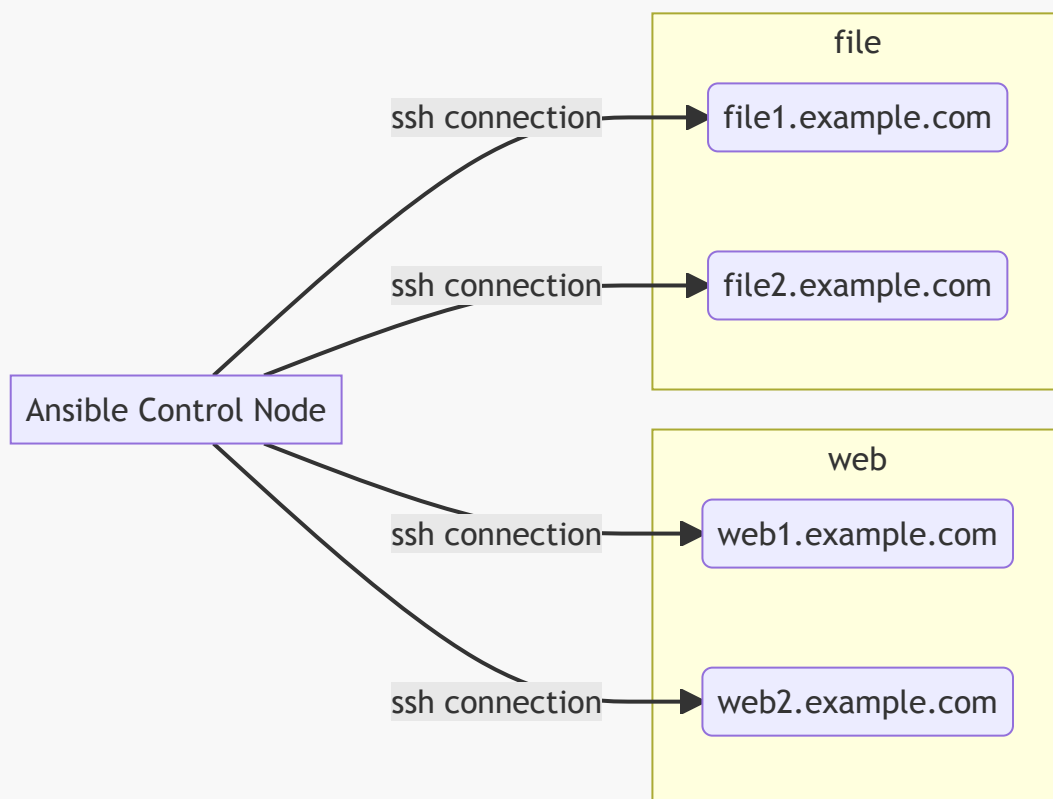 file
ssh connection
file1.example.com
ssh connection
file2.example.com
Ansible Control Node
web
ssh connection
web1.example.com
ssh connection
web2.example.com